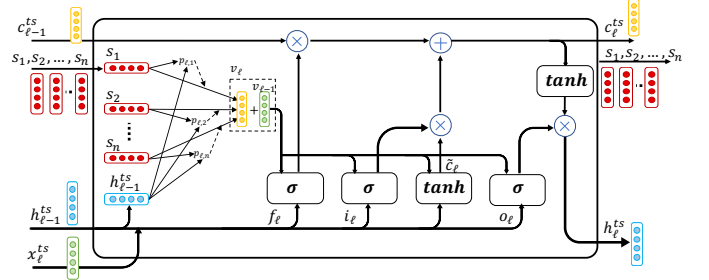 c_{ℓ-1}^{ts}
c_ℓ^{ts}
s_1, s_2, ..., s_n
s_1
p_{ℓ,1}
v_ℓ
s_1, s_2, ..., s_n
tanh
v_{ℓ-1}
s_2
+
p_{ℓ,2}
s_n
p_{ℓ,n}
c̃_ℓ
h_{ℓ-1}^{ts}
σ
σ
tanh
σ
h_{ℓ-1}^{ts}
f_ℓ
i_ℓ
o_ℓ
h_ℓ^{ts}
x_ℓ^{ts}